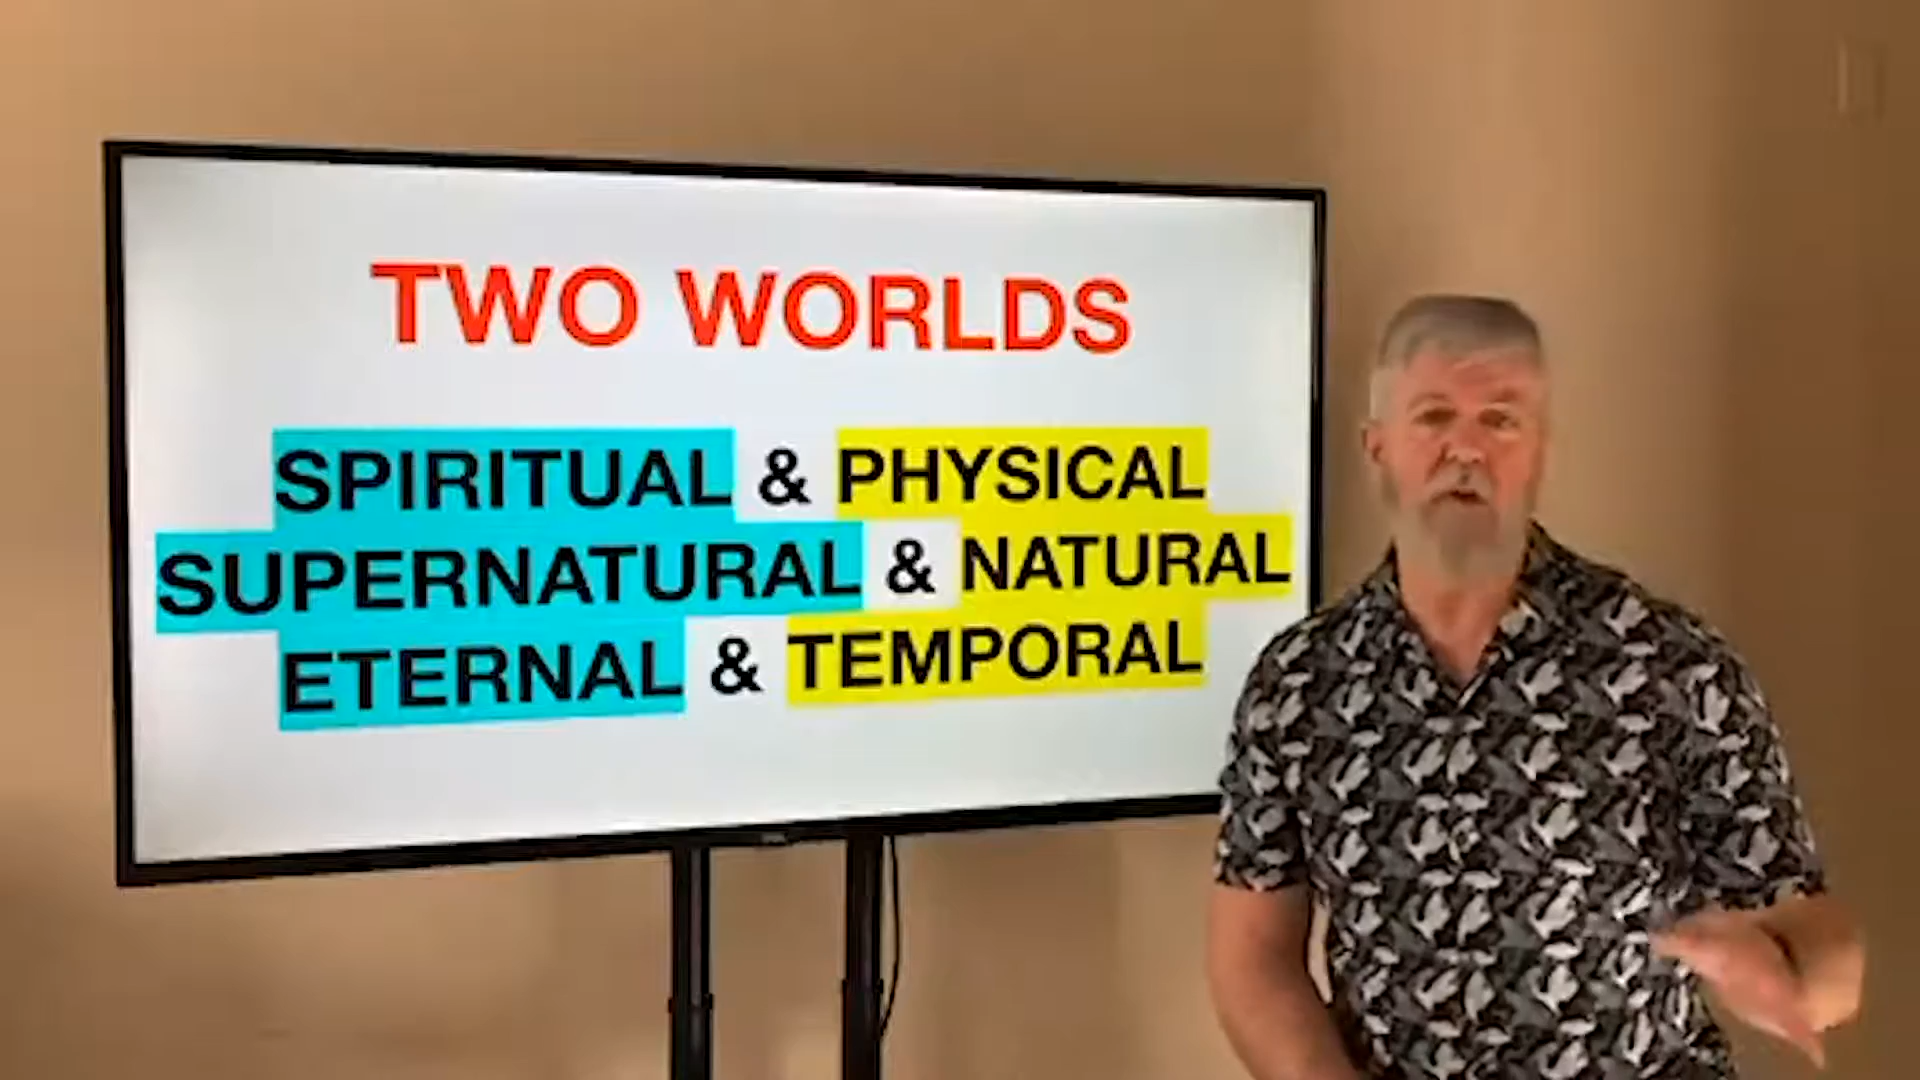 TWO WORLDS
SPIRITUAL & PHYSICAL
SUPERNATURAL & NATURAL
ETERNAL & TEMPORAL